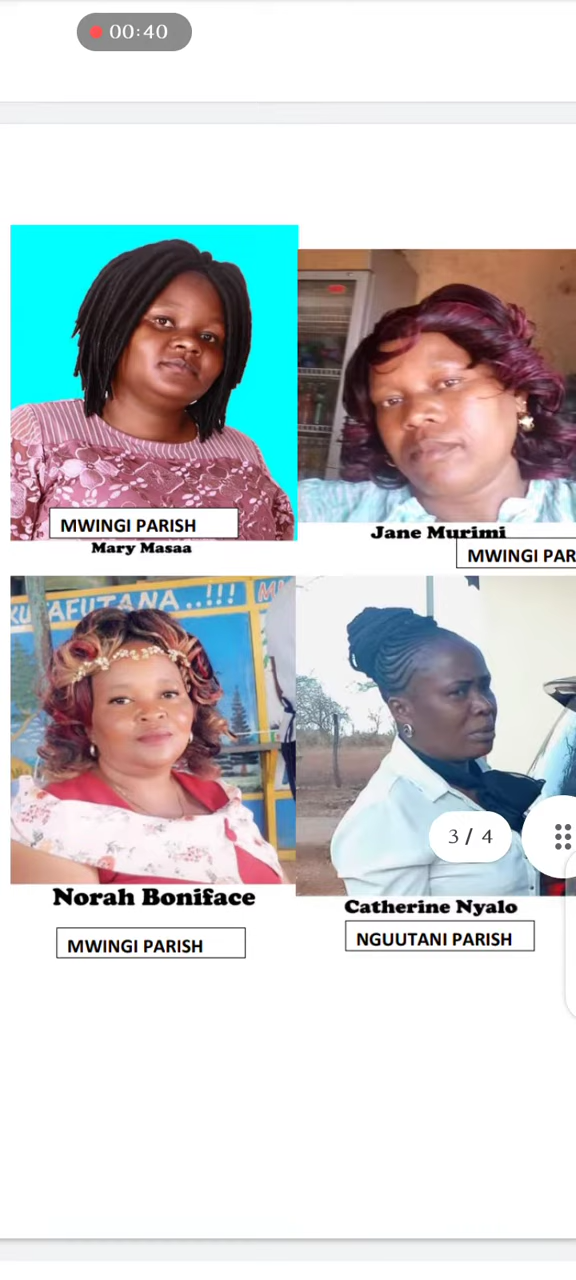 00:40
MWINGI PARISH
Mary Masaa
Jane Murimi
MWINGI PAR
AFUTANA..!!!
Norah Boniface
MWINGI PARISH
3 / 4
Catherine Nyalo
NGUUTANI PARISH